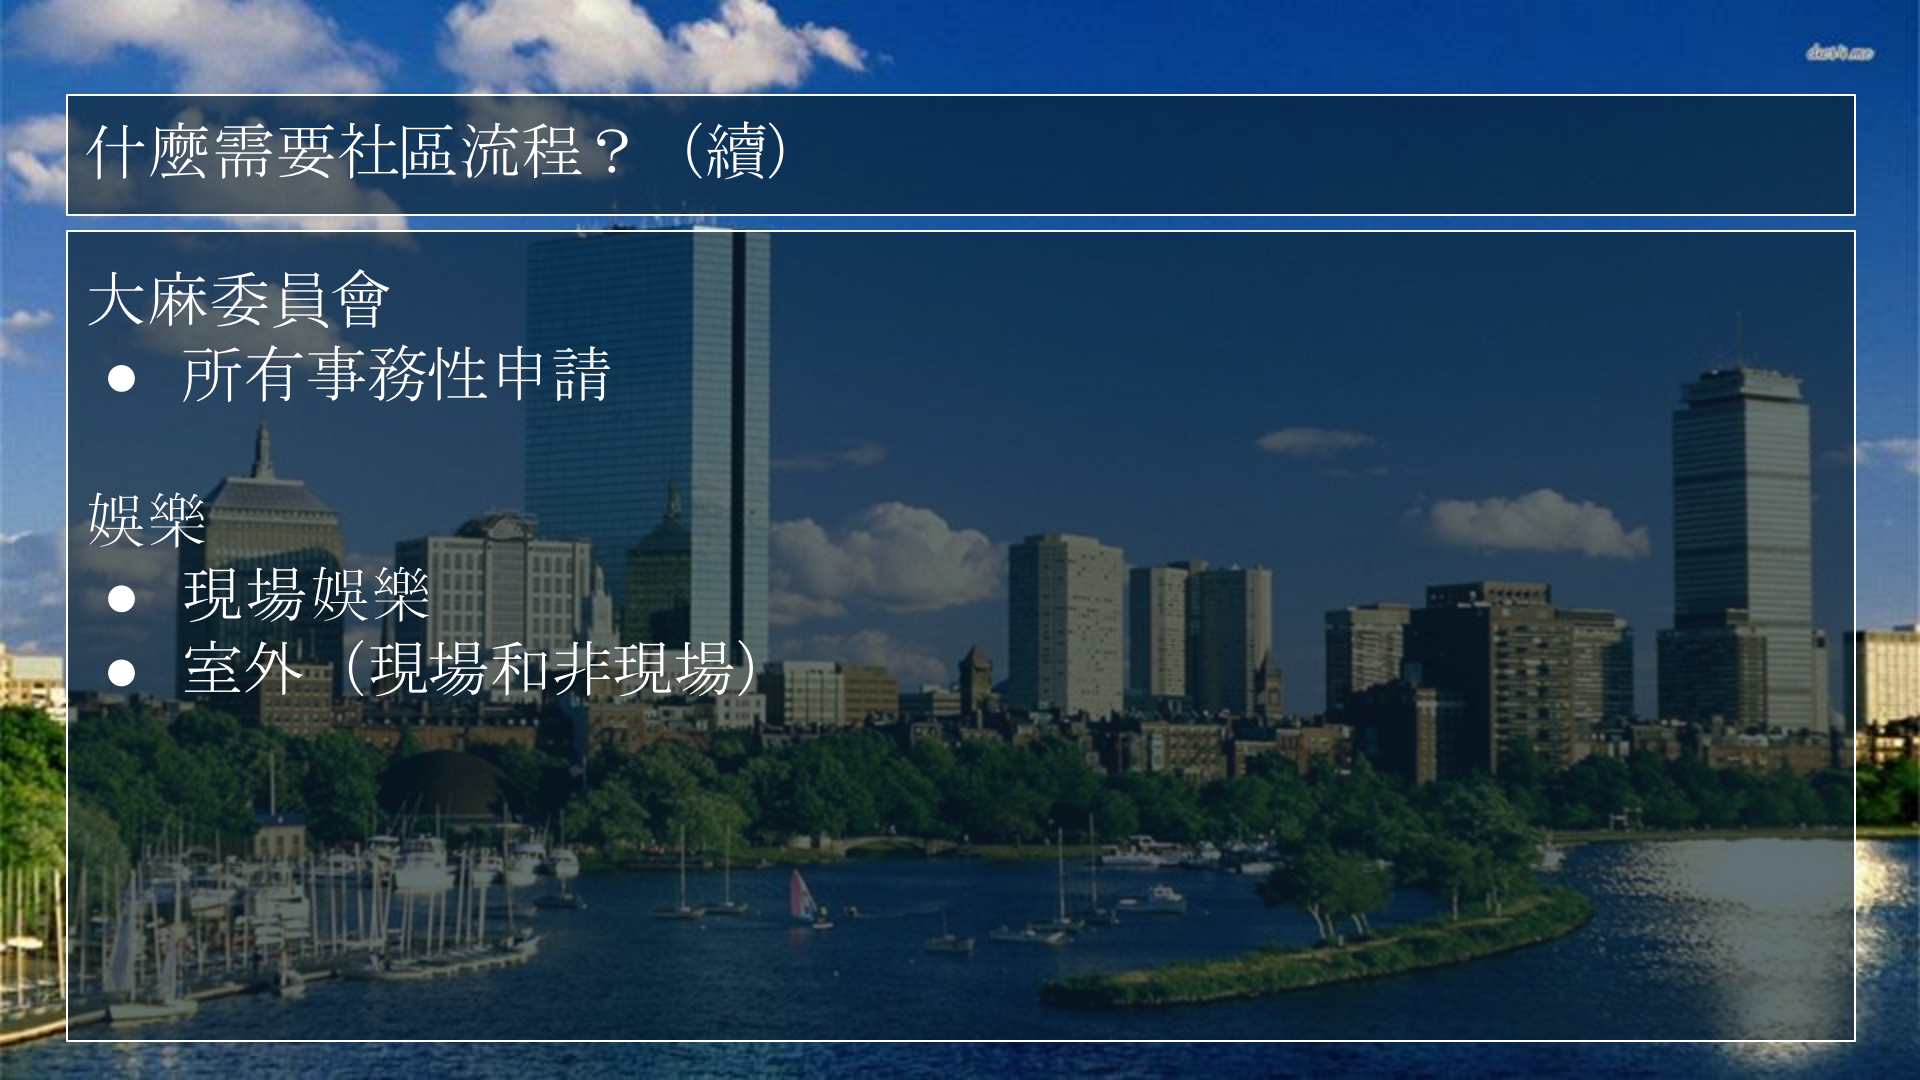 什麼需要社區流程？（續）
大麻委員會
● 所有事務性申請
娛樂
● 現場娛樂
● 室外（現場和非現場）